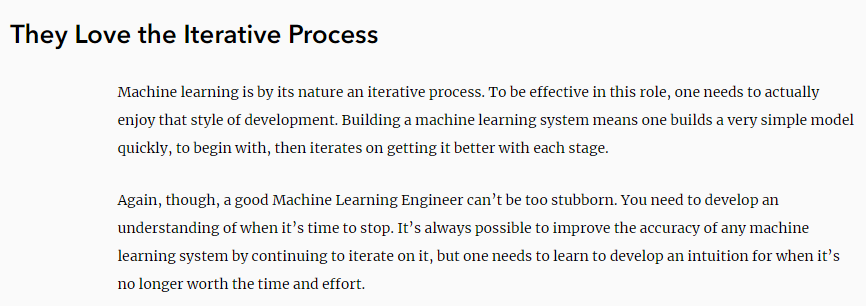 They Love the Iterative Process
Machine learning is by its nature an iterative process. To be effective in this role, one needs to actually
enjoy that style of development. Building a machine learning system means one builds a very simple model
quickly, to begin with, then iterates on getting it better with each stage.
Again, though, a good Machine Learning Engineer can’t be too stubborn. You need to develop an
understanding of when it’s time to stop. It’s always possible to improve the accuracy of any machine
learning system by continuing to iterate on it, but one needs to learn to develop an intuition for when it’s
no longer worth the time and effort.